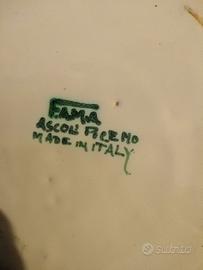 FAMA
ASCOLI PICENO
MADE IN ITALY
subito